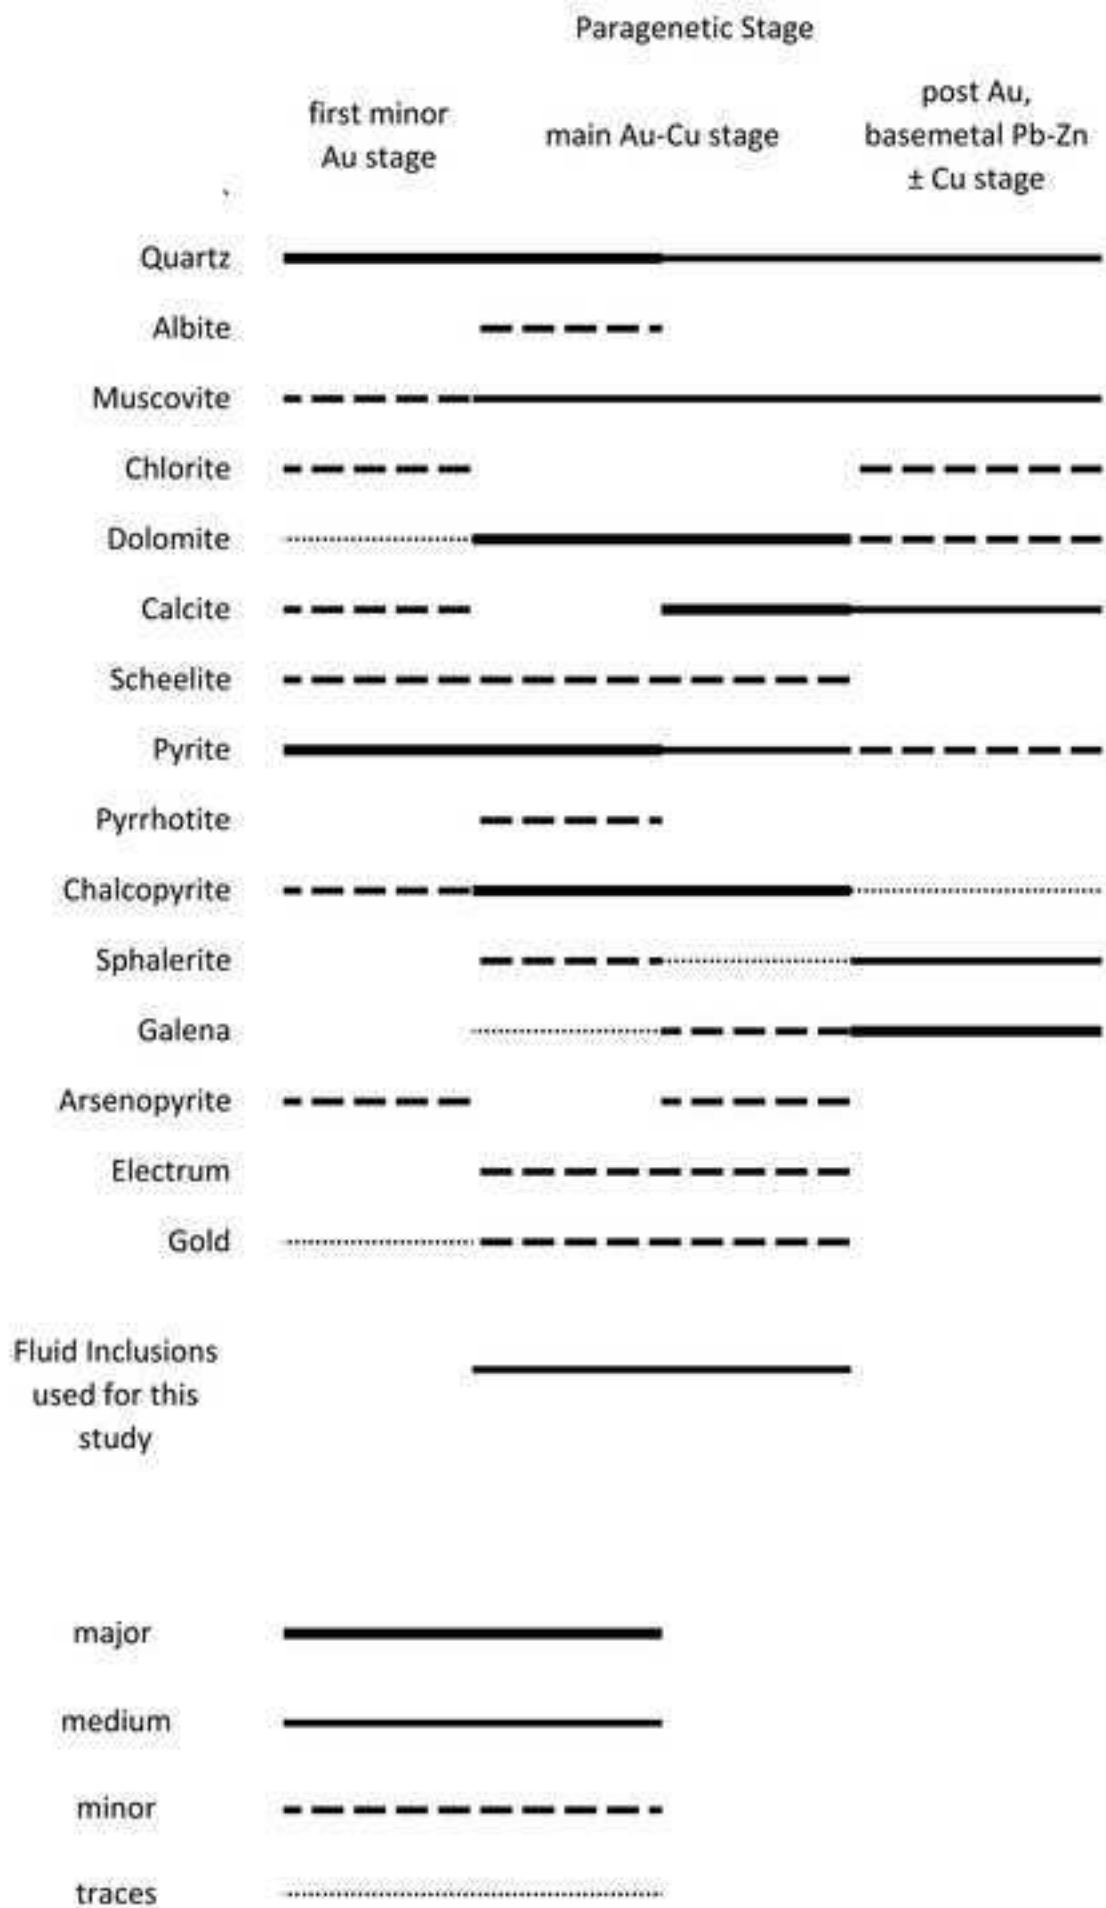 Paragenetic Stage
first minor
Au stage
main Au-Cu stage
post Au,
basemetal Pb-Zn
± Cu stage
Quartz
Albite
Muscovite
Chlorite
Dolomite
Calcite
Scheelite
Pyrite
Pyrrhotite
Chalcopyrite
Sphalerite
Galena
Arsenopyrite
Electrum
Gold
Fluid Inclusions
used for this
study
major
medium
minor
traces